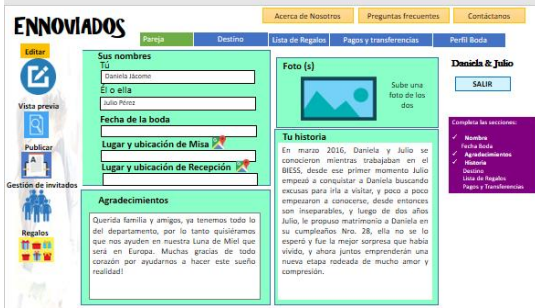 ENNOVIADOS
Acerca de Nosotros
Preguntas frecuentes
Contáctanos
Pareja
Destino
Lista de Regalos
Pagos y transferencias
Perfil Boda
Editar
Vista previa
Publicar
Gestión de invitados
Regalos
Sus nombres
Tú
Daniela Jácome
Él o ella
Julio Pérez
Fecha de la boda
Lugar y ubicación de Misa
Lugar y ubicación de Recepción
Agradecimientos
Querida familia y amigos, ya tenemos todo lo
del departamento, por lo tanto quisiéramos
que nos ayuden en nuestra Luna de Miel que
será en Europa. Muchas gracias de todo
corazón por ayudarnos a hacer este sueño
realidad!
Foto (s)
Sube una
foto de los
dos
Tu historia
En marzo 2016, Daniela y Julio se
conocieron mientras trabajaban en el
BIESS, desde ese primer momento Julio
empezó a conquistar a Daniela buscando
excusas para irla a visitar, y poco a poco
empezaron a conocerse, desde entonces
son inseparables, y luego de dos años
Julio, le propuso matrimonio a Daniela en
su cumpleaños Nro. 28, ella no se lo
esperó y fue la mejor sorpresa que había
vivido, y ahora juntos emprenderán una
nueva etapa rodeada de mucho amor y
compresión.
Daniela & Julio
SALIR
Completa las secciones:
✓ Nombra
Fecha Boda
✓ Agradecimientos
✓ Historia
Destino
Lista de Regalos
Pagos y Transferencias